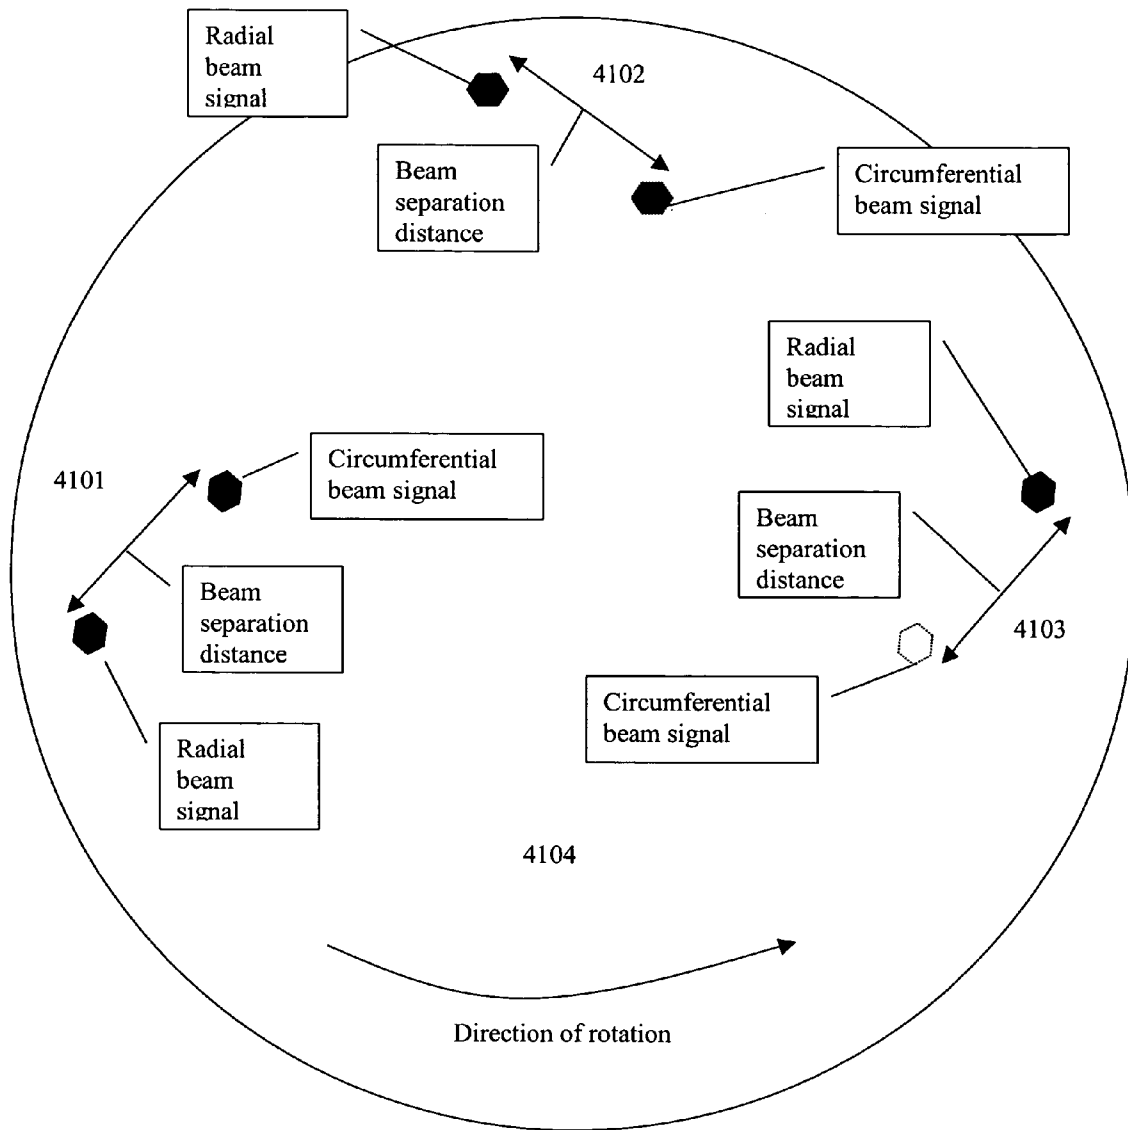 Radial
beam
signal
4102
Beam
separation
distance
Circumferential
beam signal
Radial
beam
signal
4101
Circumferential
beam signal
Beam
separation
distance
Beam
separation
distance
4103
Circumferential
beam signal
Radial
beam
signal
4104
Direction of rotation